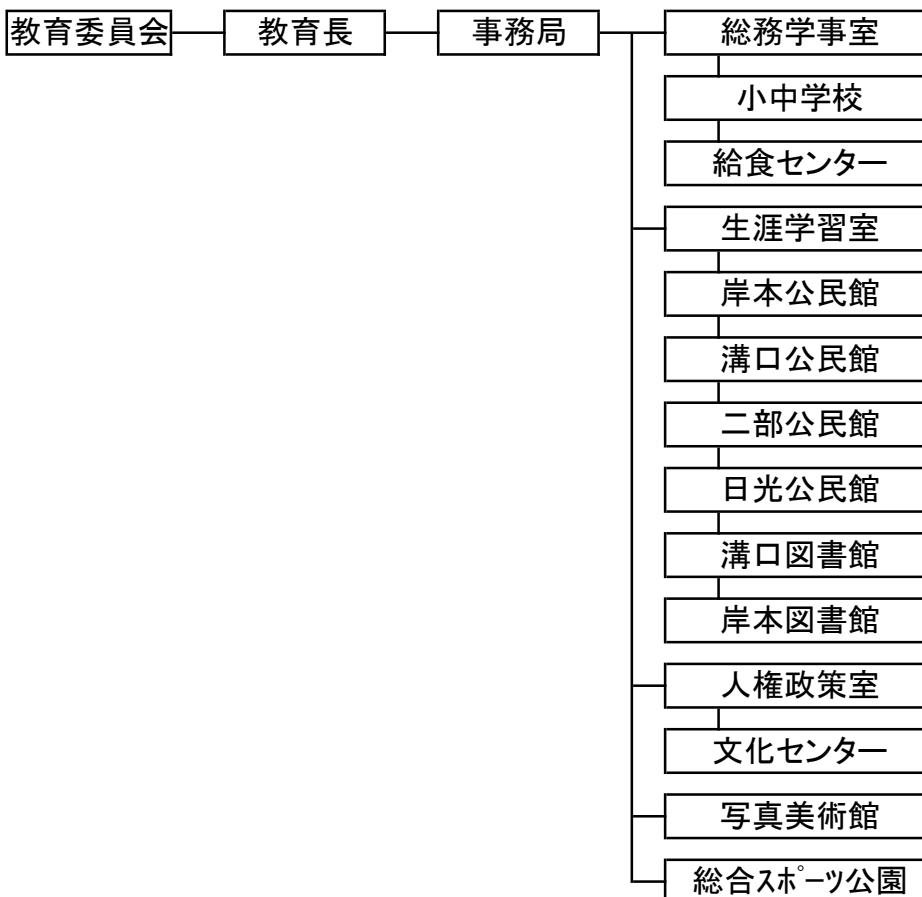 教育委員会
教育長
事務局
総務学事室
小中学校
給食センター
生涯学習室
岸本公民館
溝口公民館
二部公民館
日光公民館
溝口図書館
岸本図書館
人権政策室
文化センター
写真美術館
総合ｽﾎﾟｰﾂ公園